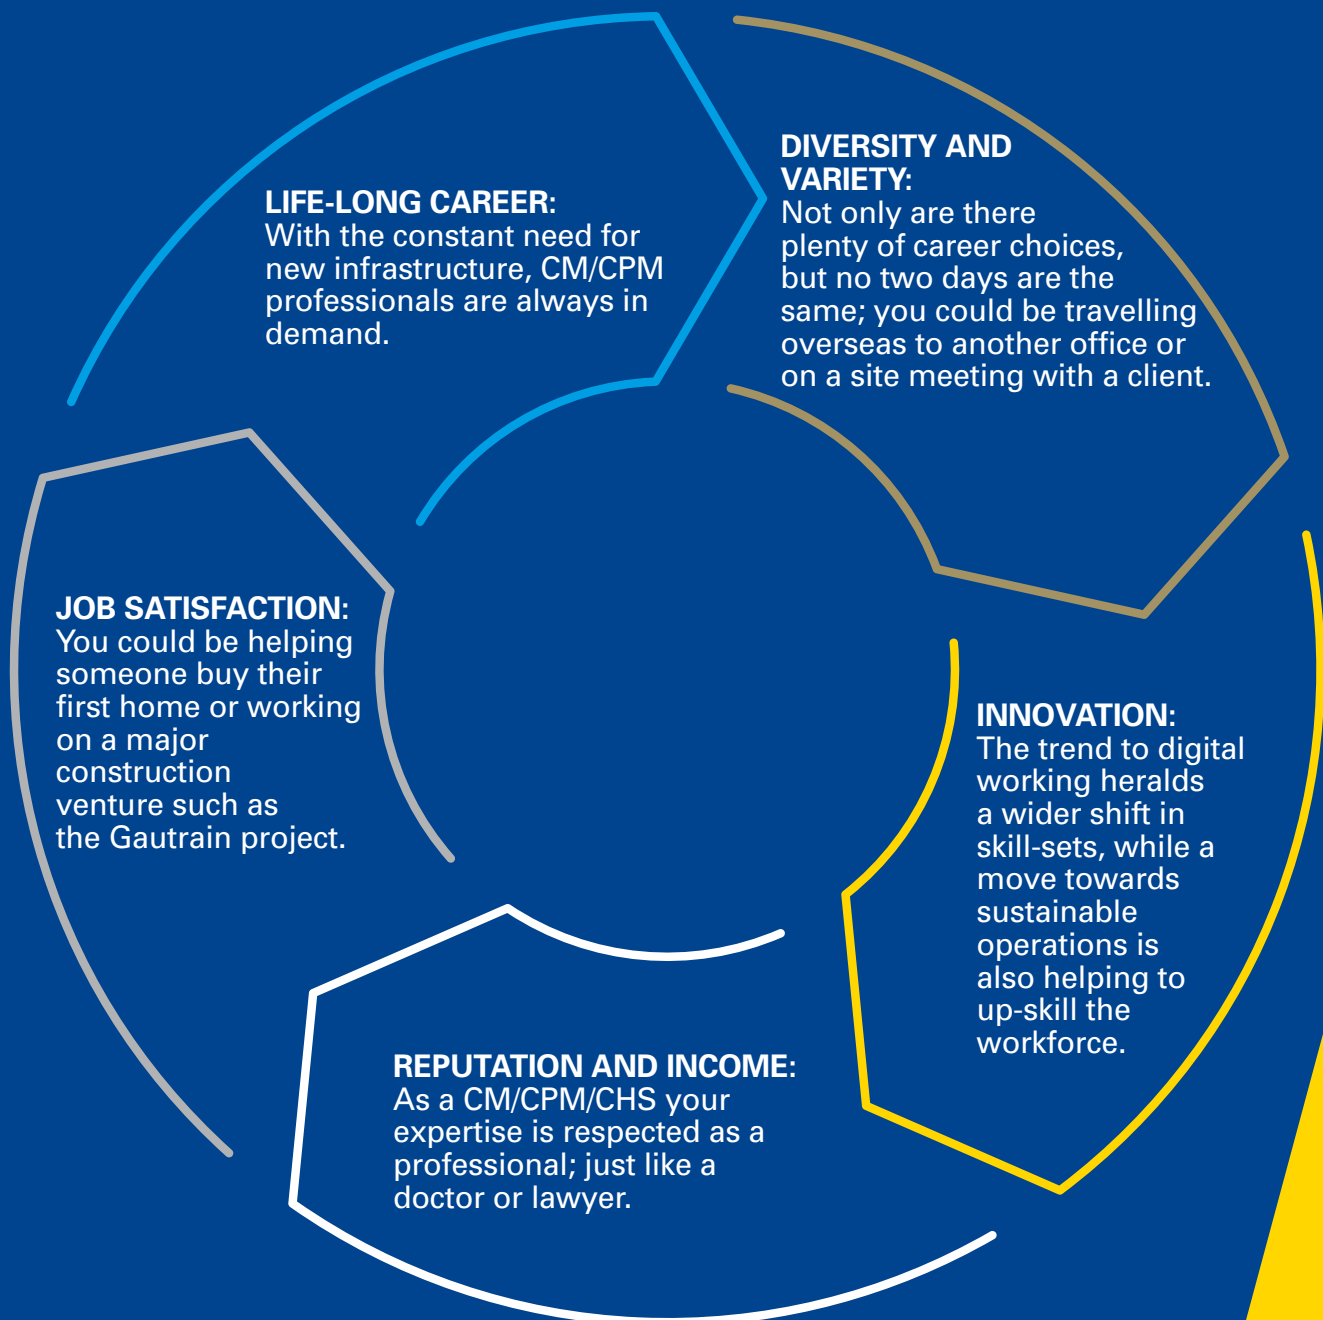 LIFE-LONG CAREER:
With the constant need for
new infrastructure, CM/CPM
professionals are always in
demand.
DIVERSITY AND
VARIETY:
Not only are there
plenty of career choices,
but no two days are the
same; you could be travelling
overseas to another office or
on a site meeting with a client.
INNOVATION:
The trend to digital
working heralds
a wider shift in
skill-sets, while a
move towards
sustainable
operations is
also helping to
up-skill the
workforce.
REPUTATION AND INCOME:
As a CM/CPM/CHS your
expertise is respected as a
professional; just like a
doctor or lawyer.
JOB SATISFACTION:
You could be helping
someone buy their
first home or working
on a major
construction
venture such as
the Gautrain project.